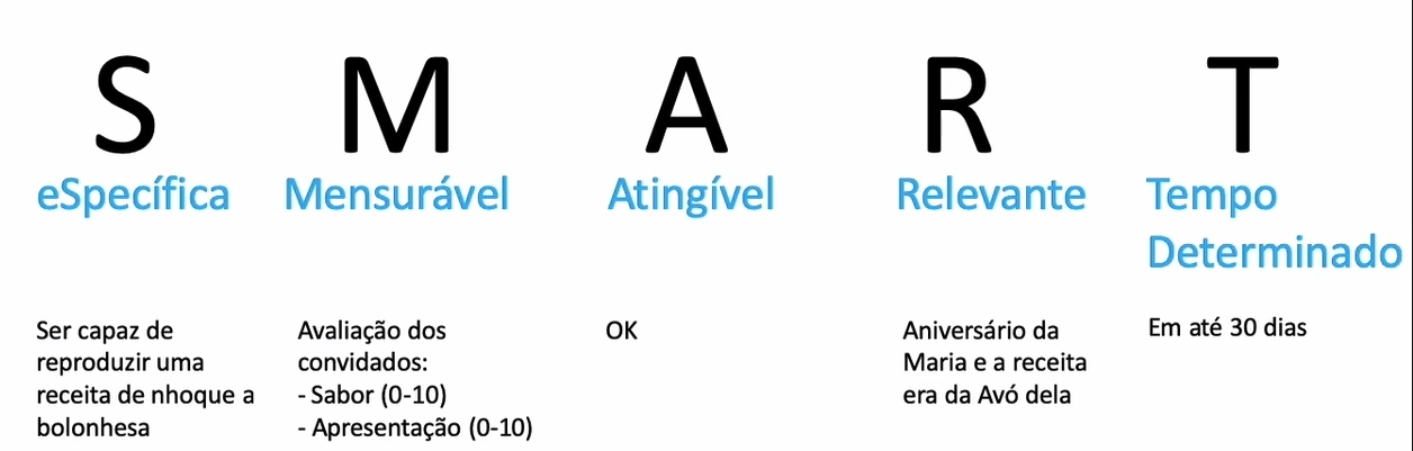 S M A R T
eSpecífica Mensurável Atingível Relevante Tempo
Determinado
Ser capaz de
reproduzir uma
receita de nhoque a
bolonhesa
Avaliação dos
convidados:
- Sabor (0-10)
- Apresentação (0-10)
OK
Aniversário da
Maria e a receita
era da Avó dela
Em até 30 dias